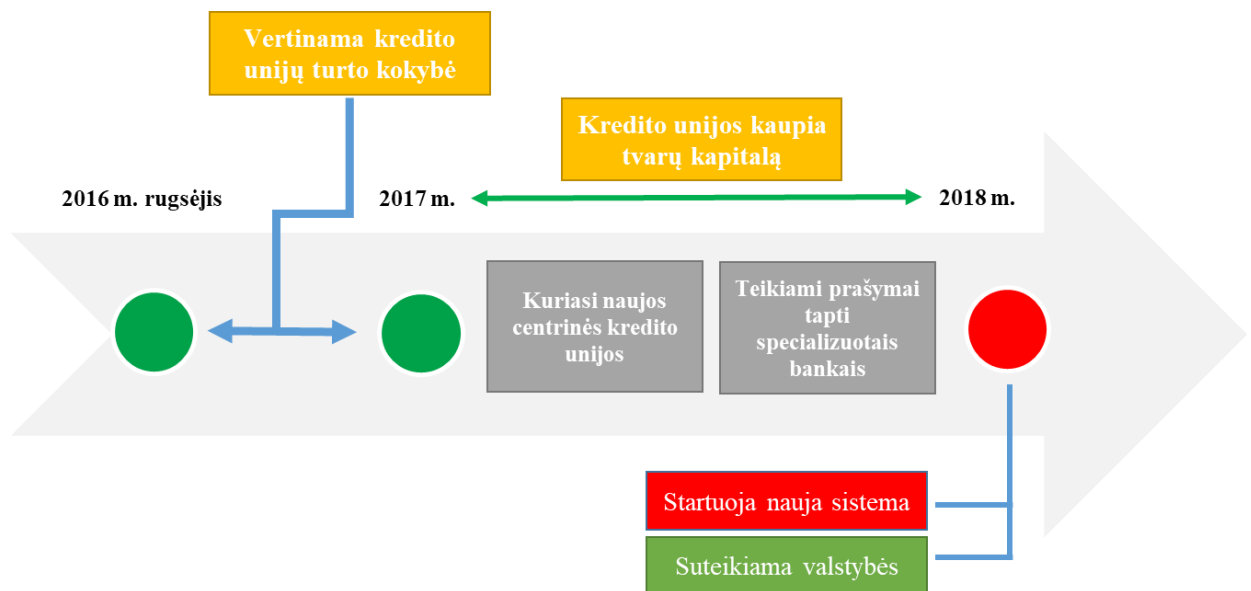 Vertinama kredito
unijų turto kokybė
Kredito unijos kaupia
tvarų kapitalą
2016 m. rugsėjis
2017 m.
2018 m.
Kuriasi naujos
centrinės kredito
unijos
Teikiami prašymai
tapti
specializuotais
bankais
Startuoja nauja sistema
Suteikiama valstybės